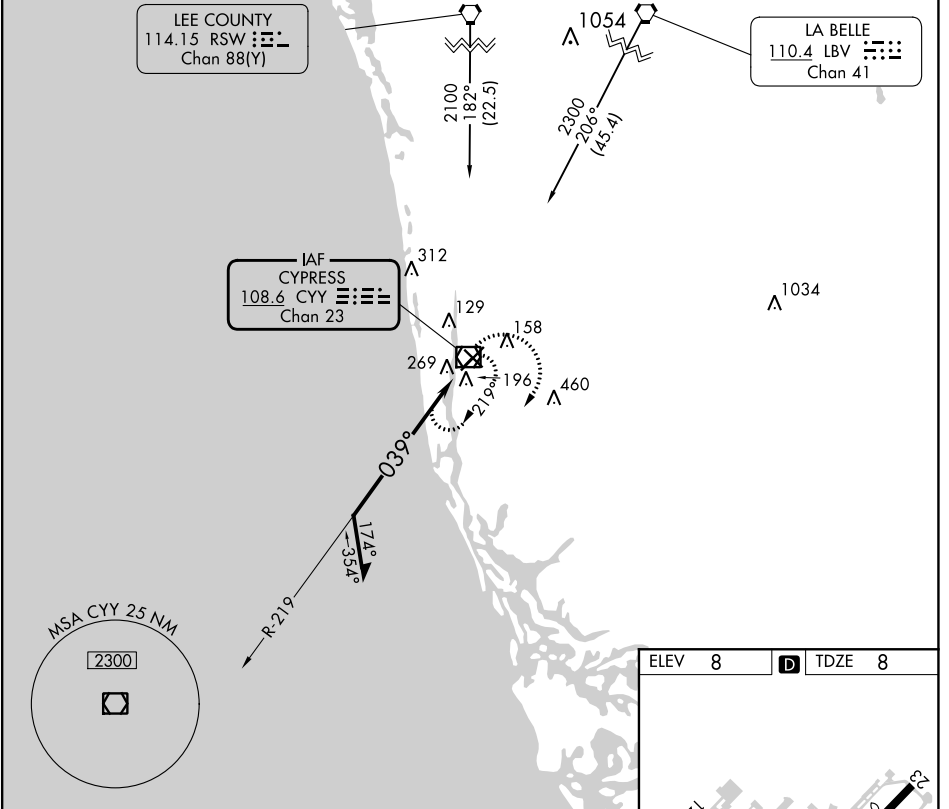 LEE COUNTY
114.15 RSW
Chan 88(Y)
1054
LA BELLE
110.4 LBV
Chan 41
2100
182°
(22.5)
2300
206°
(45.4)
IAF
CYPRESS
108.6 CYY
Chan 23
312
129
158
1034
269
196
460
219°
039°
174°
354°
R-219
MSA CYY 25 NM
2300
ELEV 8 D TDZE 8
23